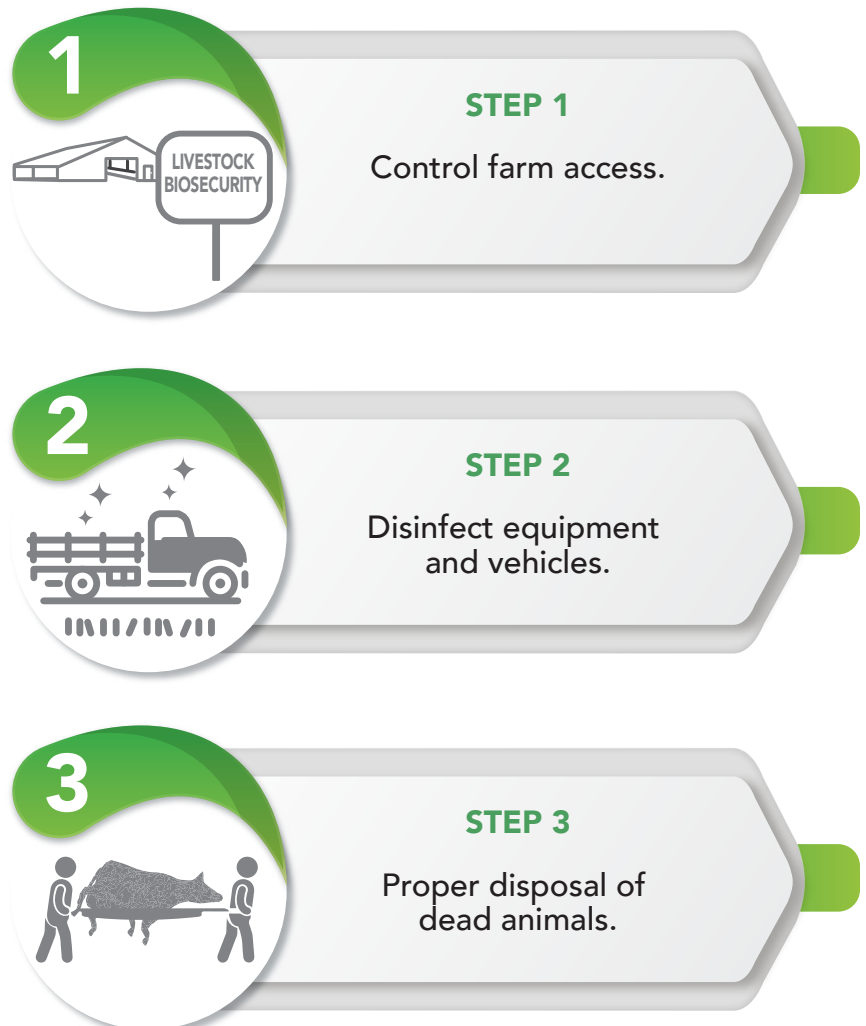 1
LIVESTOCK
BIOSECURITY
STEP 1
Control farm access.
2
STEP 2
Disinfect equipment
and vehicles.
3
STEP 3
Proper disposal of
dead animals.